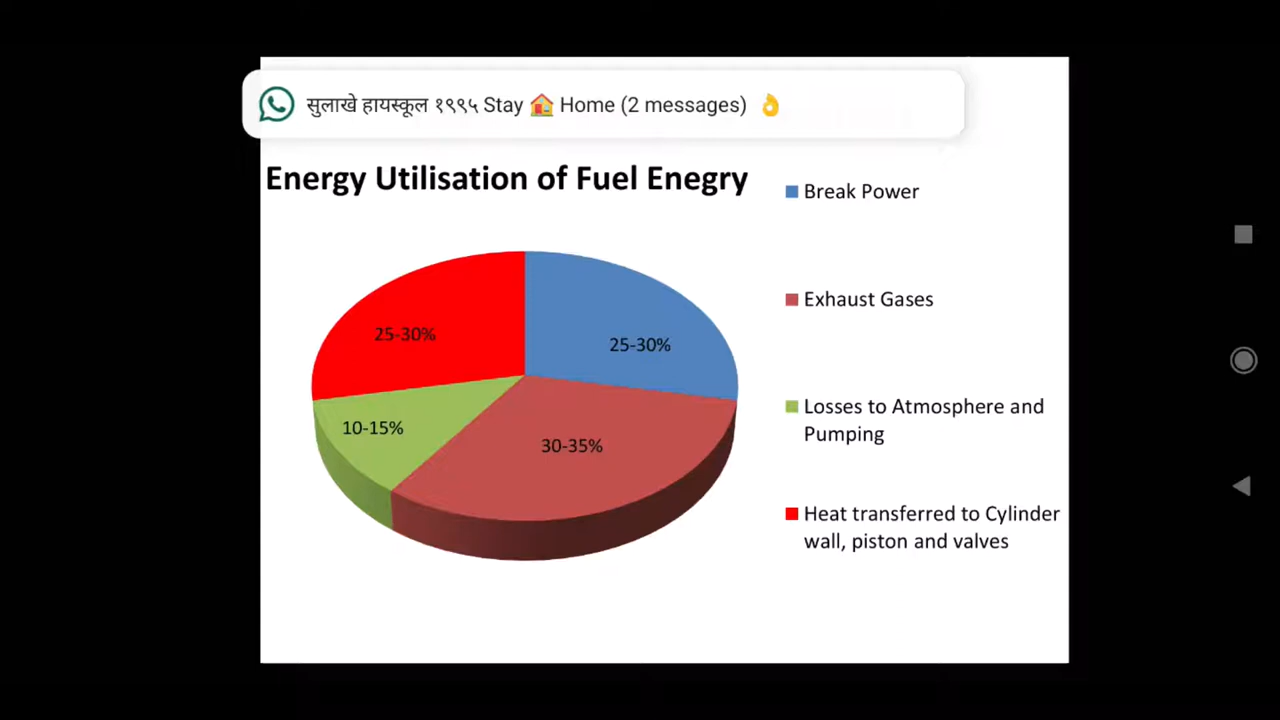 सुलाखे हायस्कूल १९९५ Stay 🏠 Home (2 messages) 👌
Energy Utilisation of Fuel Enegry
Break Power
Exhaust Gases
Losses to Atmosphere and
Pumping
Heat transferred to Cylinder
wall, piston and valves
25-30%
25-30%
10-15%
30-35%